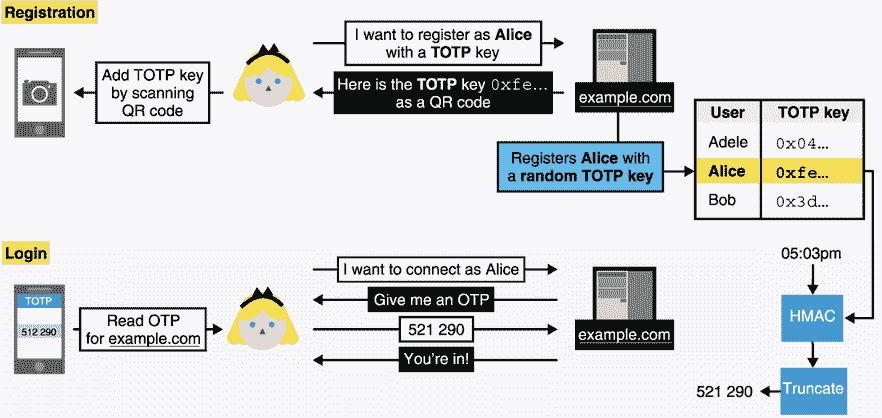 Registration
I want to register as Alice
with a TOTP key
Add TOTP key
by scanning
QR code
Here is the TOTP key 0xfe...
as a QR code
example.com
Registers Alice with
a random TOTP key
User TOTP key
Adele 0x04...
Alice 0xfe...
Bob 0x3d...
Login
I want to connect as Alice
Give me an OTP
521 290
You're in!
TOTP
512 290
Read OTP
for example.com
example.com
05:03pm
HMAC
Truncate
521 290